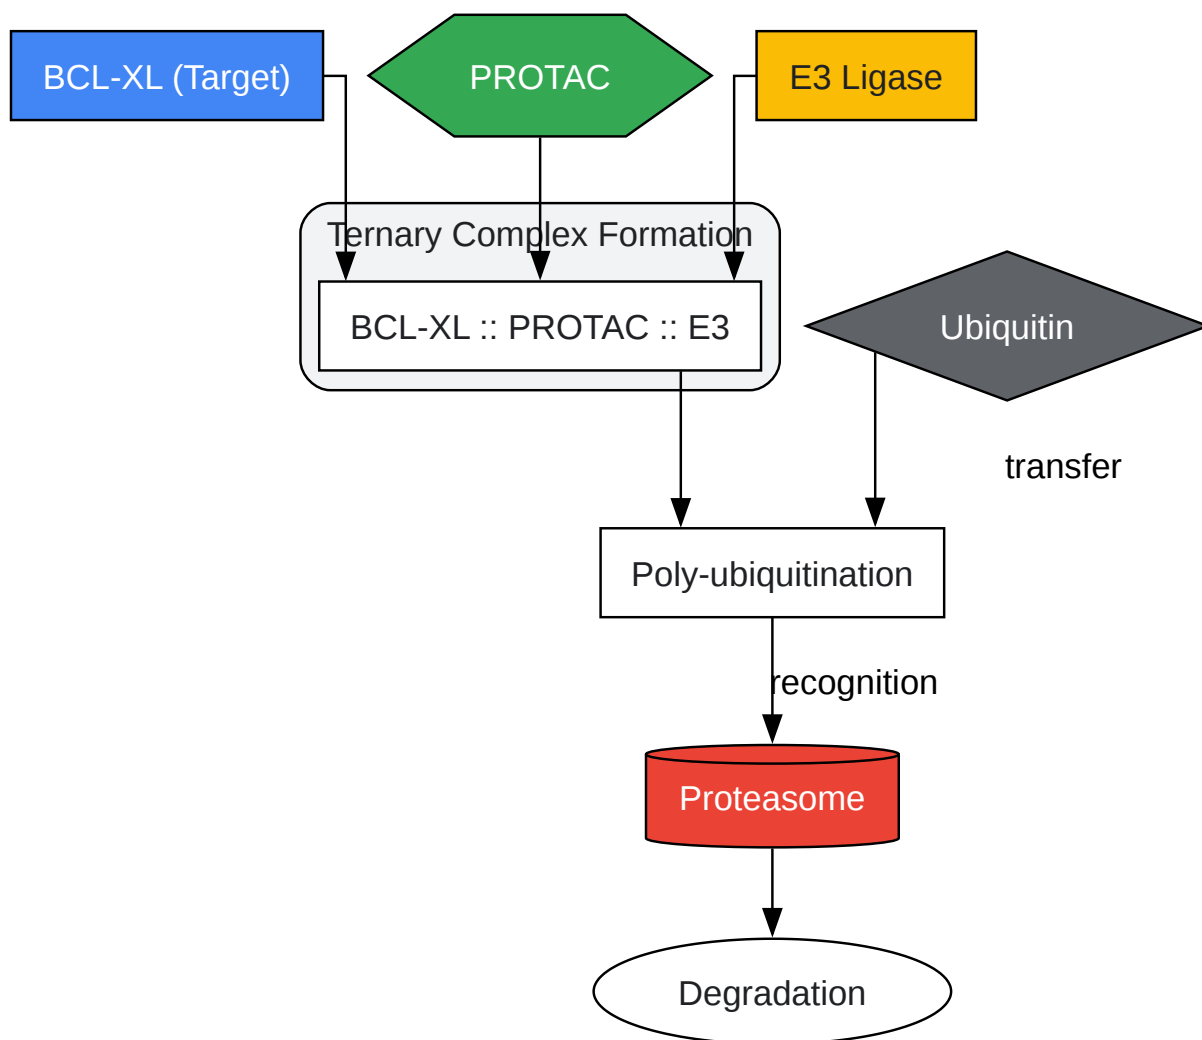 BCL-XL (Target)
PROTAC
E3 Ligase
Ternary Complex Formation
BCL-XL :: PROTAC :: E3
Ubiquitin
transfer
Poly-ubiquitination
recognition
Proteasome
Degradation